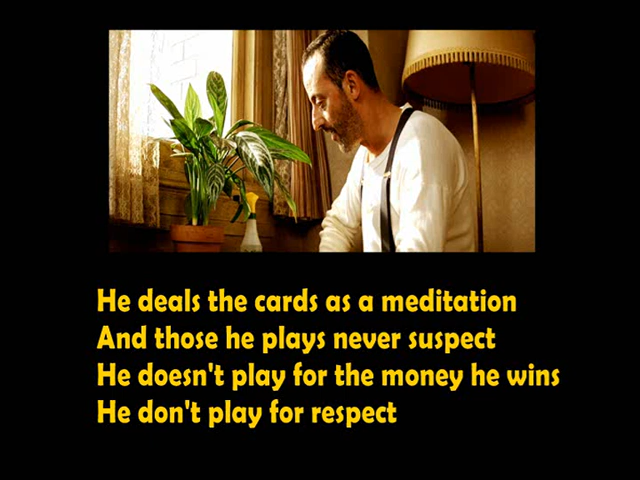 He deals the cards as a meditation
And those he plays never suspect
He doesn't play for the money he wins
He don't play for respect